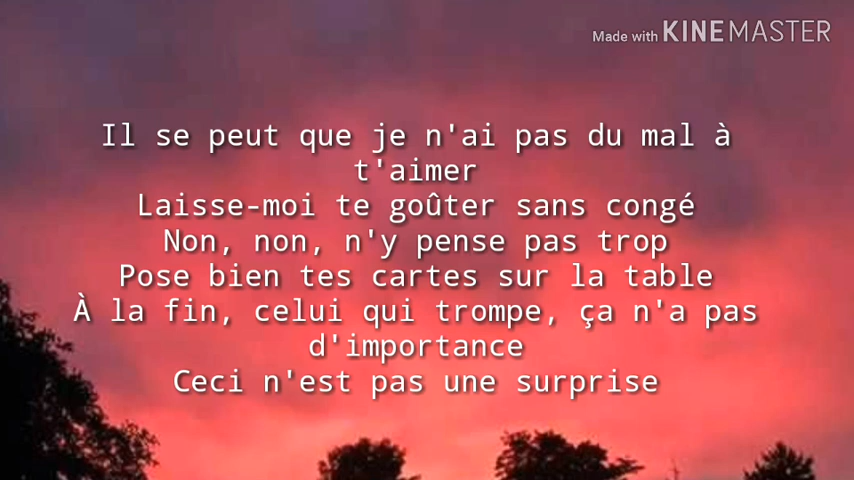 Made with KINEMASTER
Il se peut que je n'ai pas du mal à
t'aimer
Laisse-moi te goûter sans congé
Non, non, n'y pense pas trop
Pose bien tes cartes sur la table
À la fin, celui qui trompe, ça n'a pas
d'importance
Ceci n'est pas une surprise